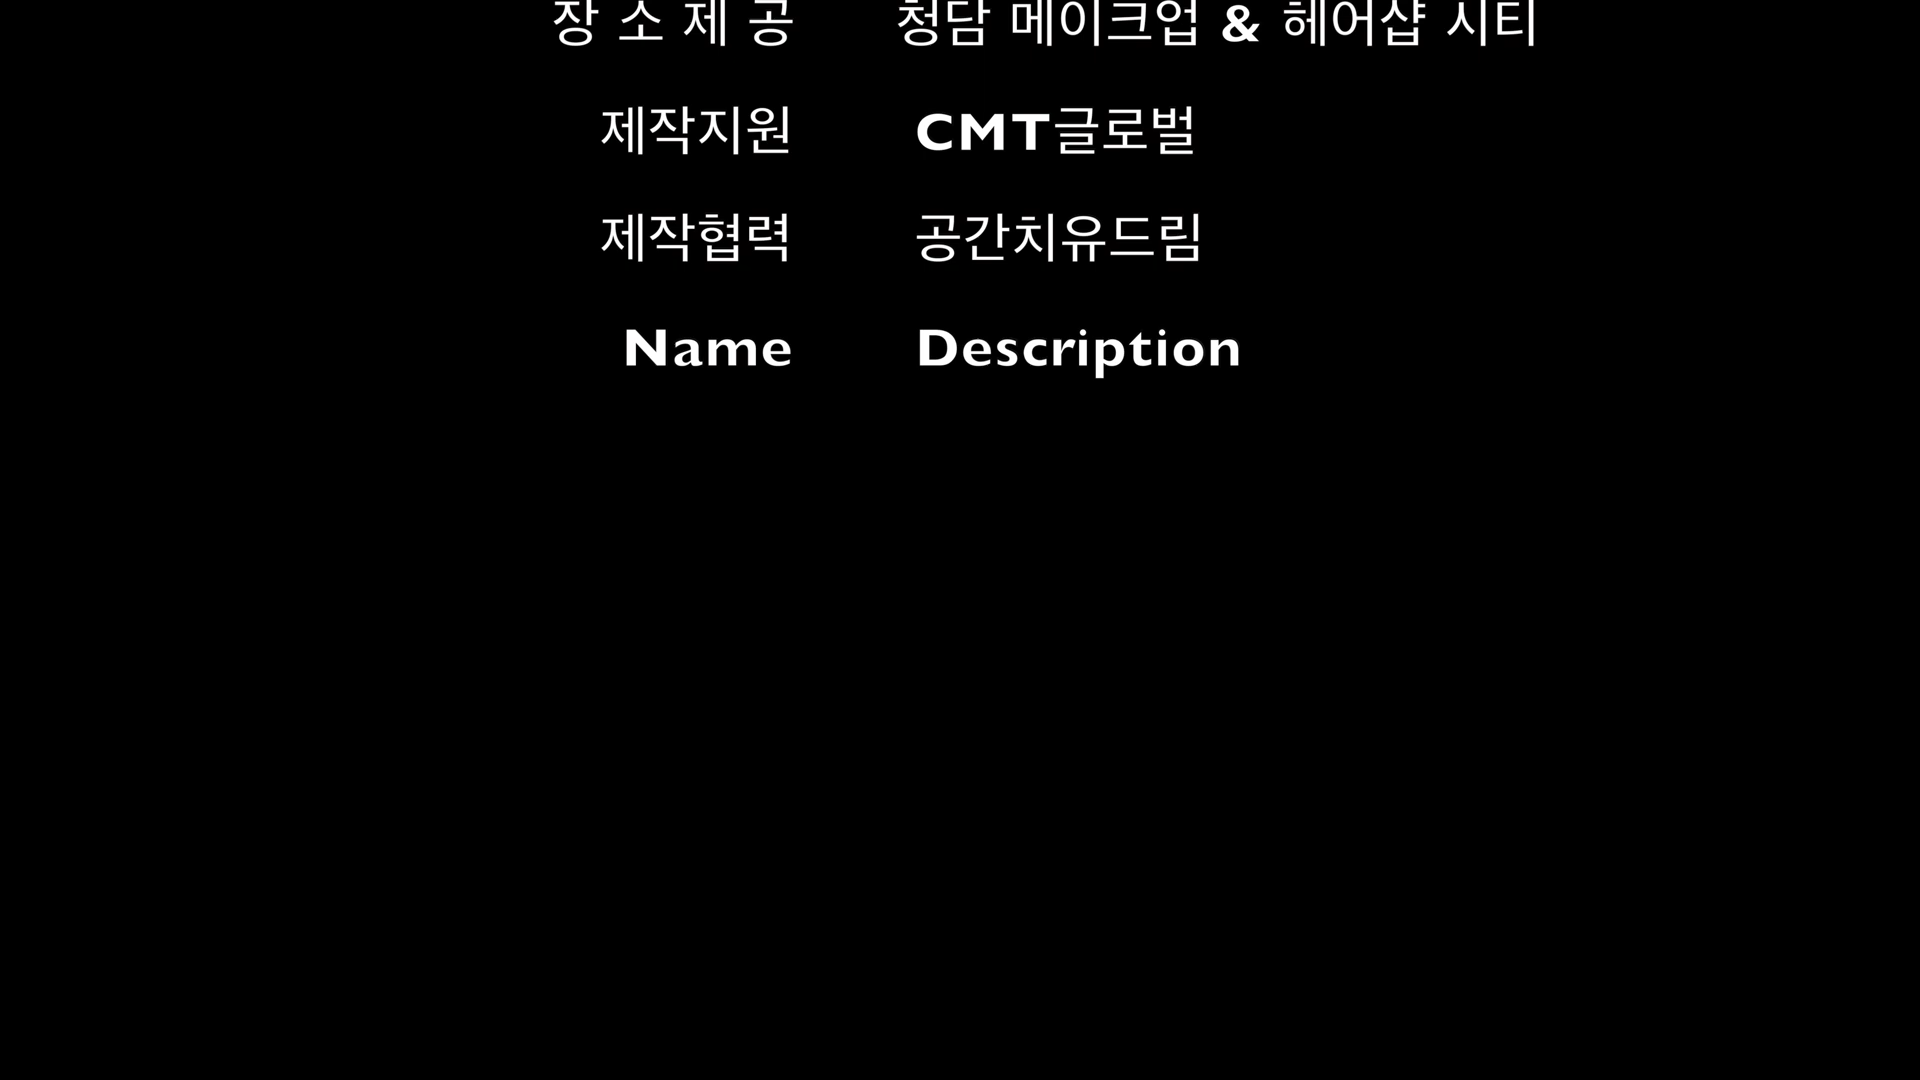 장 소 제 공 청담 메이크업 & 헤어샵 시티
제작지원 CMT글로벌
제작협력 공간치유드림
Name Description